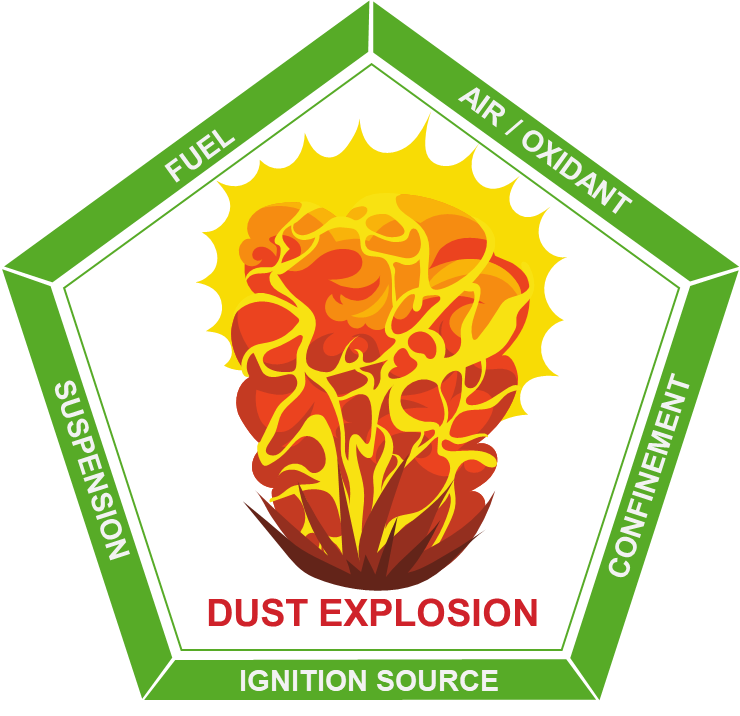 FUEL
AIR / OXIDANT
SUSPENSION
CONFINEMENT
DUST EXPLOSION
IGNITION SOURCE